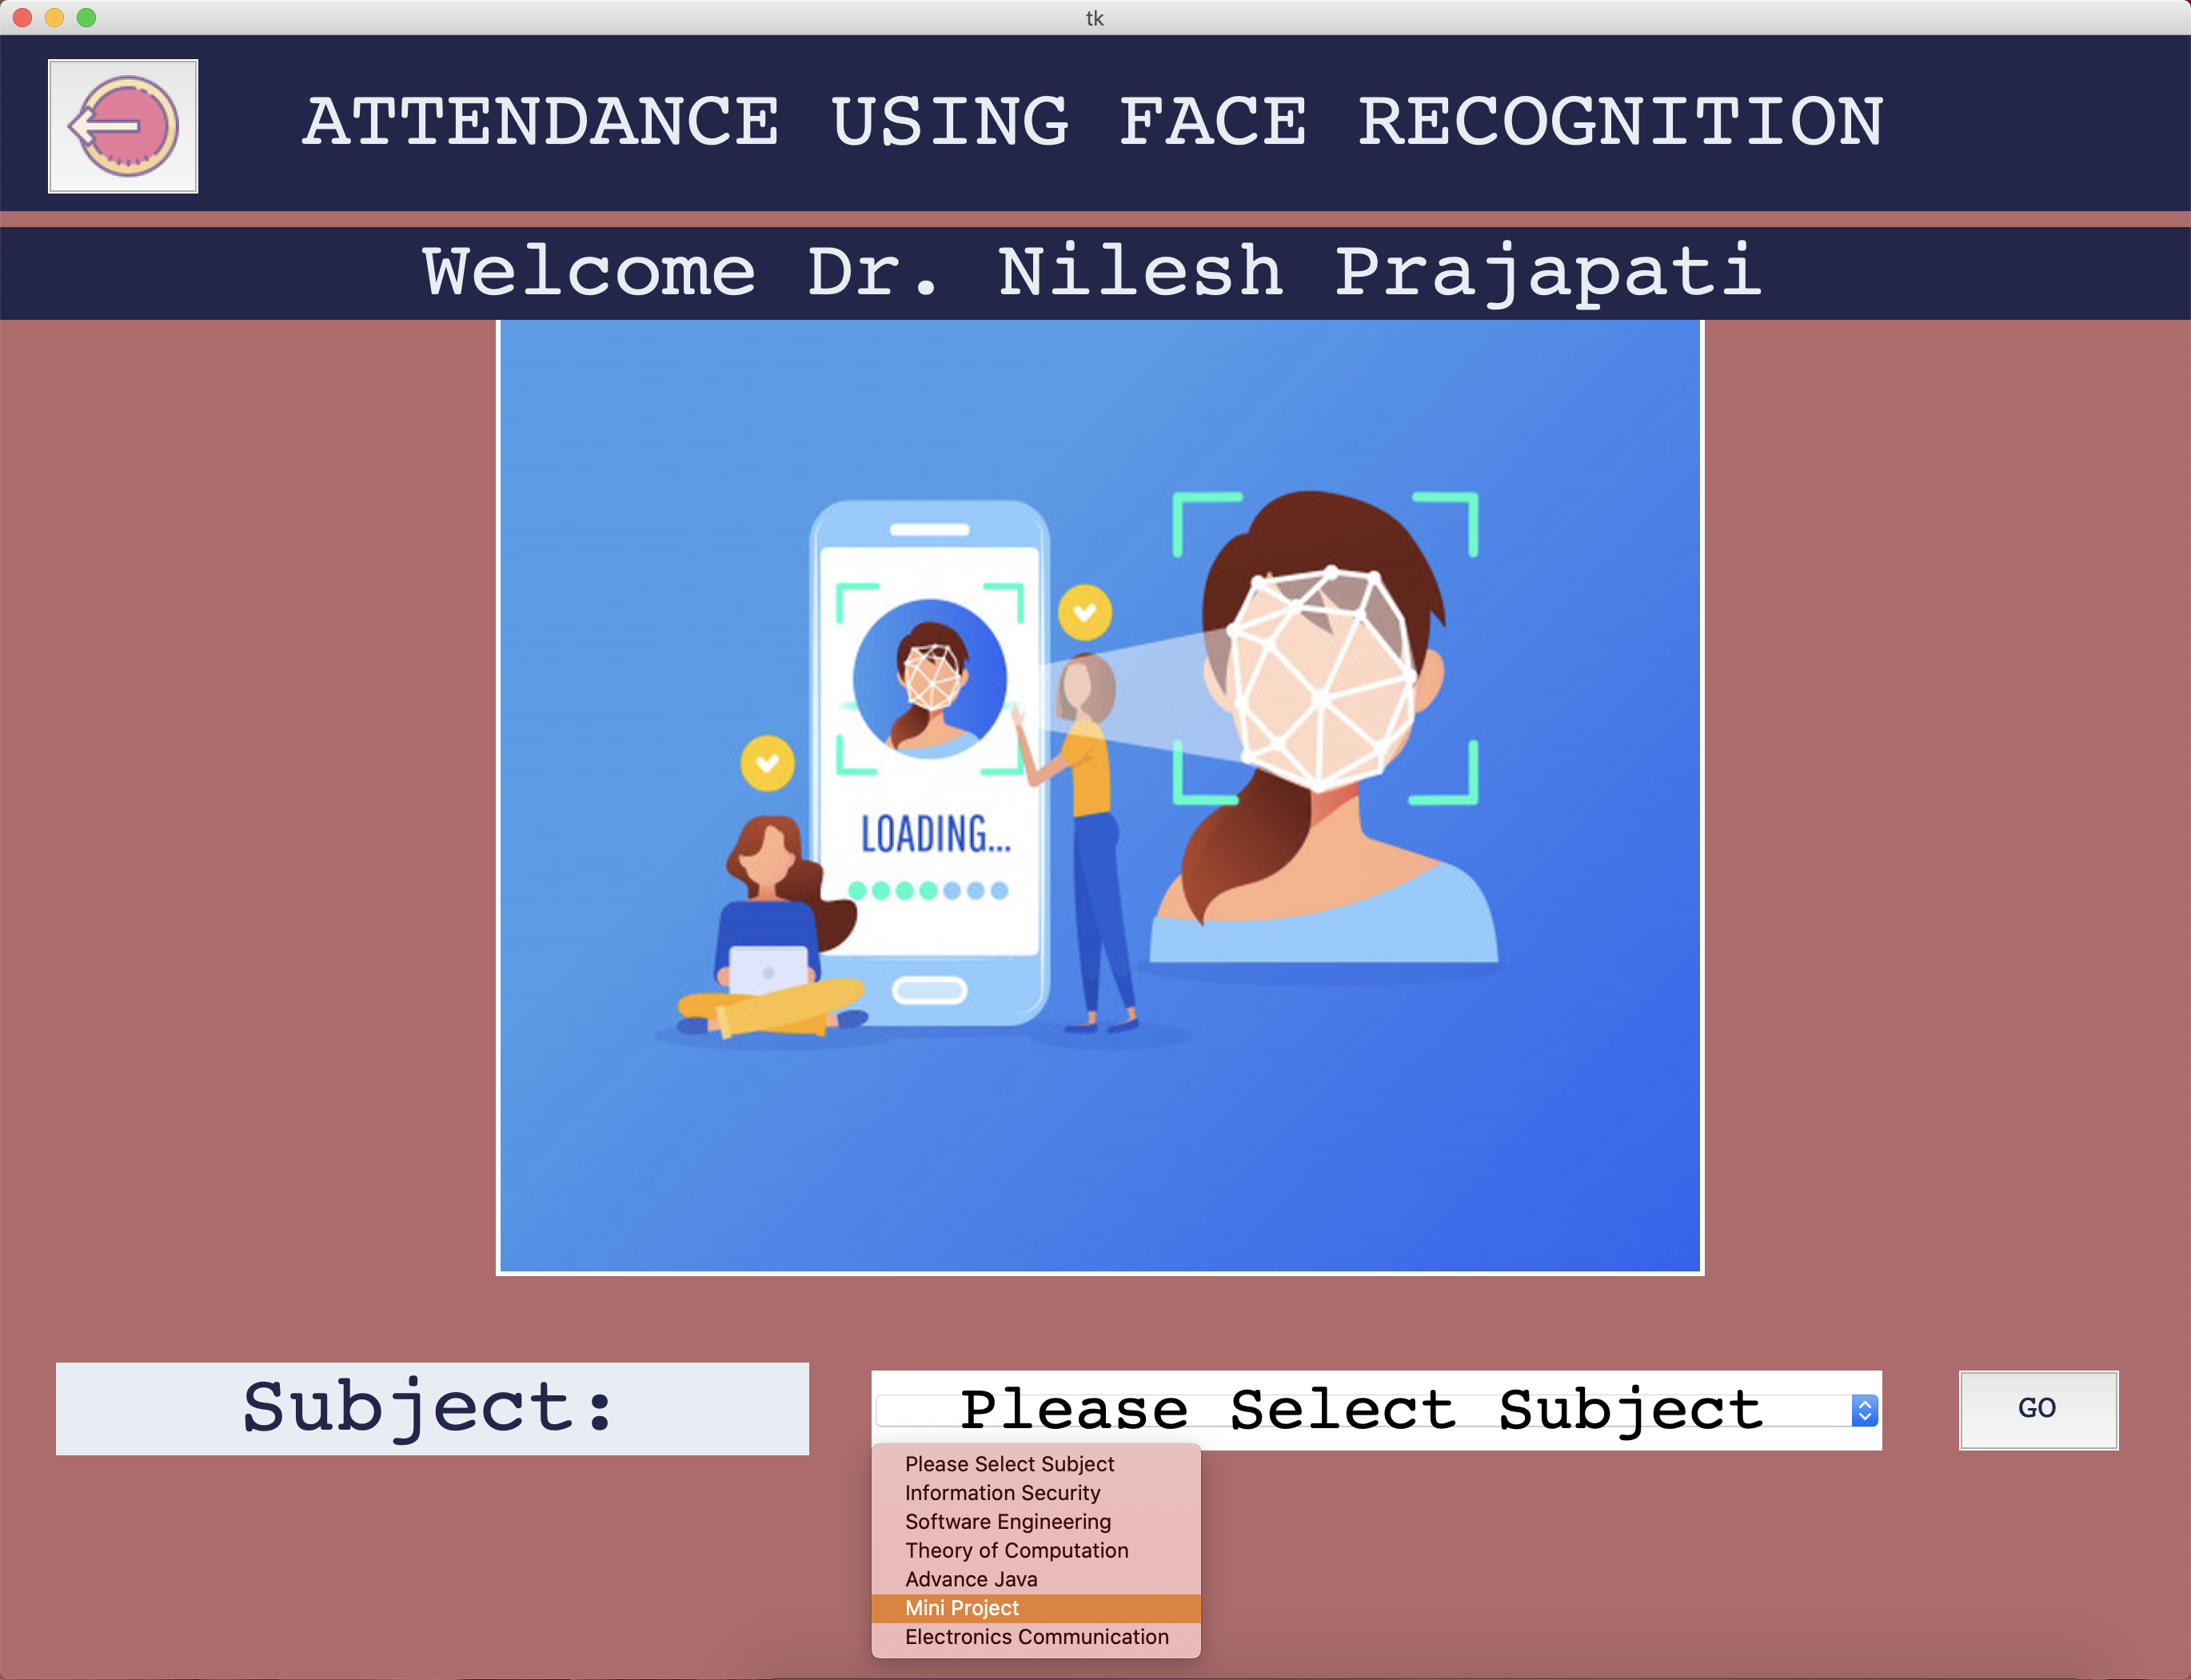 tk
ATTENDANCE USING FACE RECOGNITION
Welcome Dr. Nilesh Prajapati
LOADING...
Subject:
Please Select Subject
GO
Please Select Subject
Information Security
Software Engineering
Theory of Computation
Advance Java
Mini Project
Electronics Communication